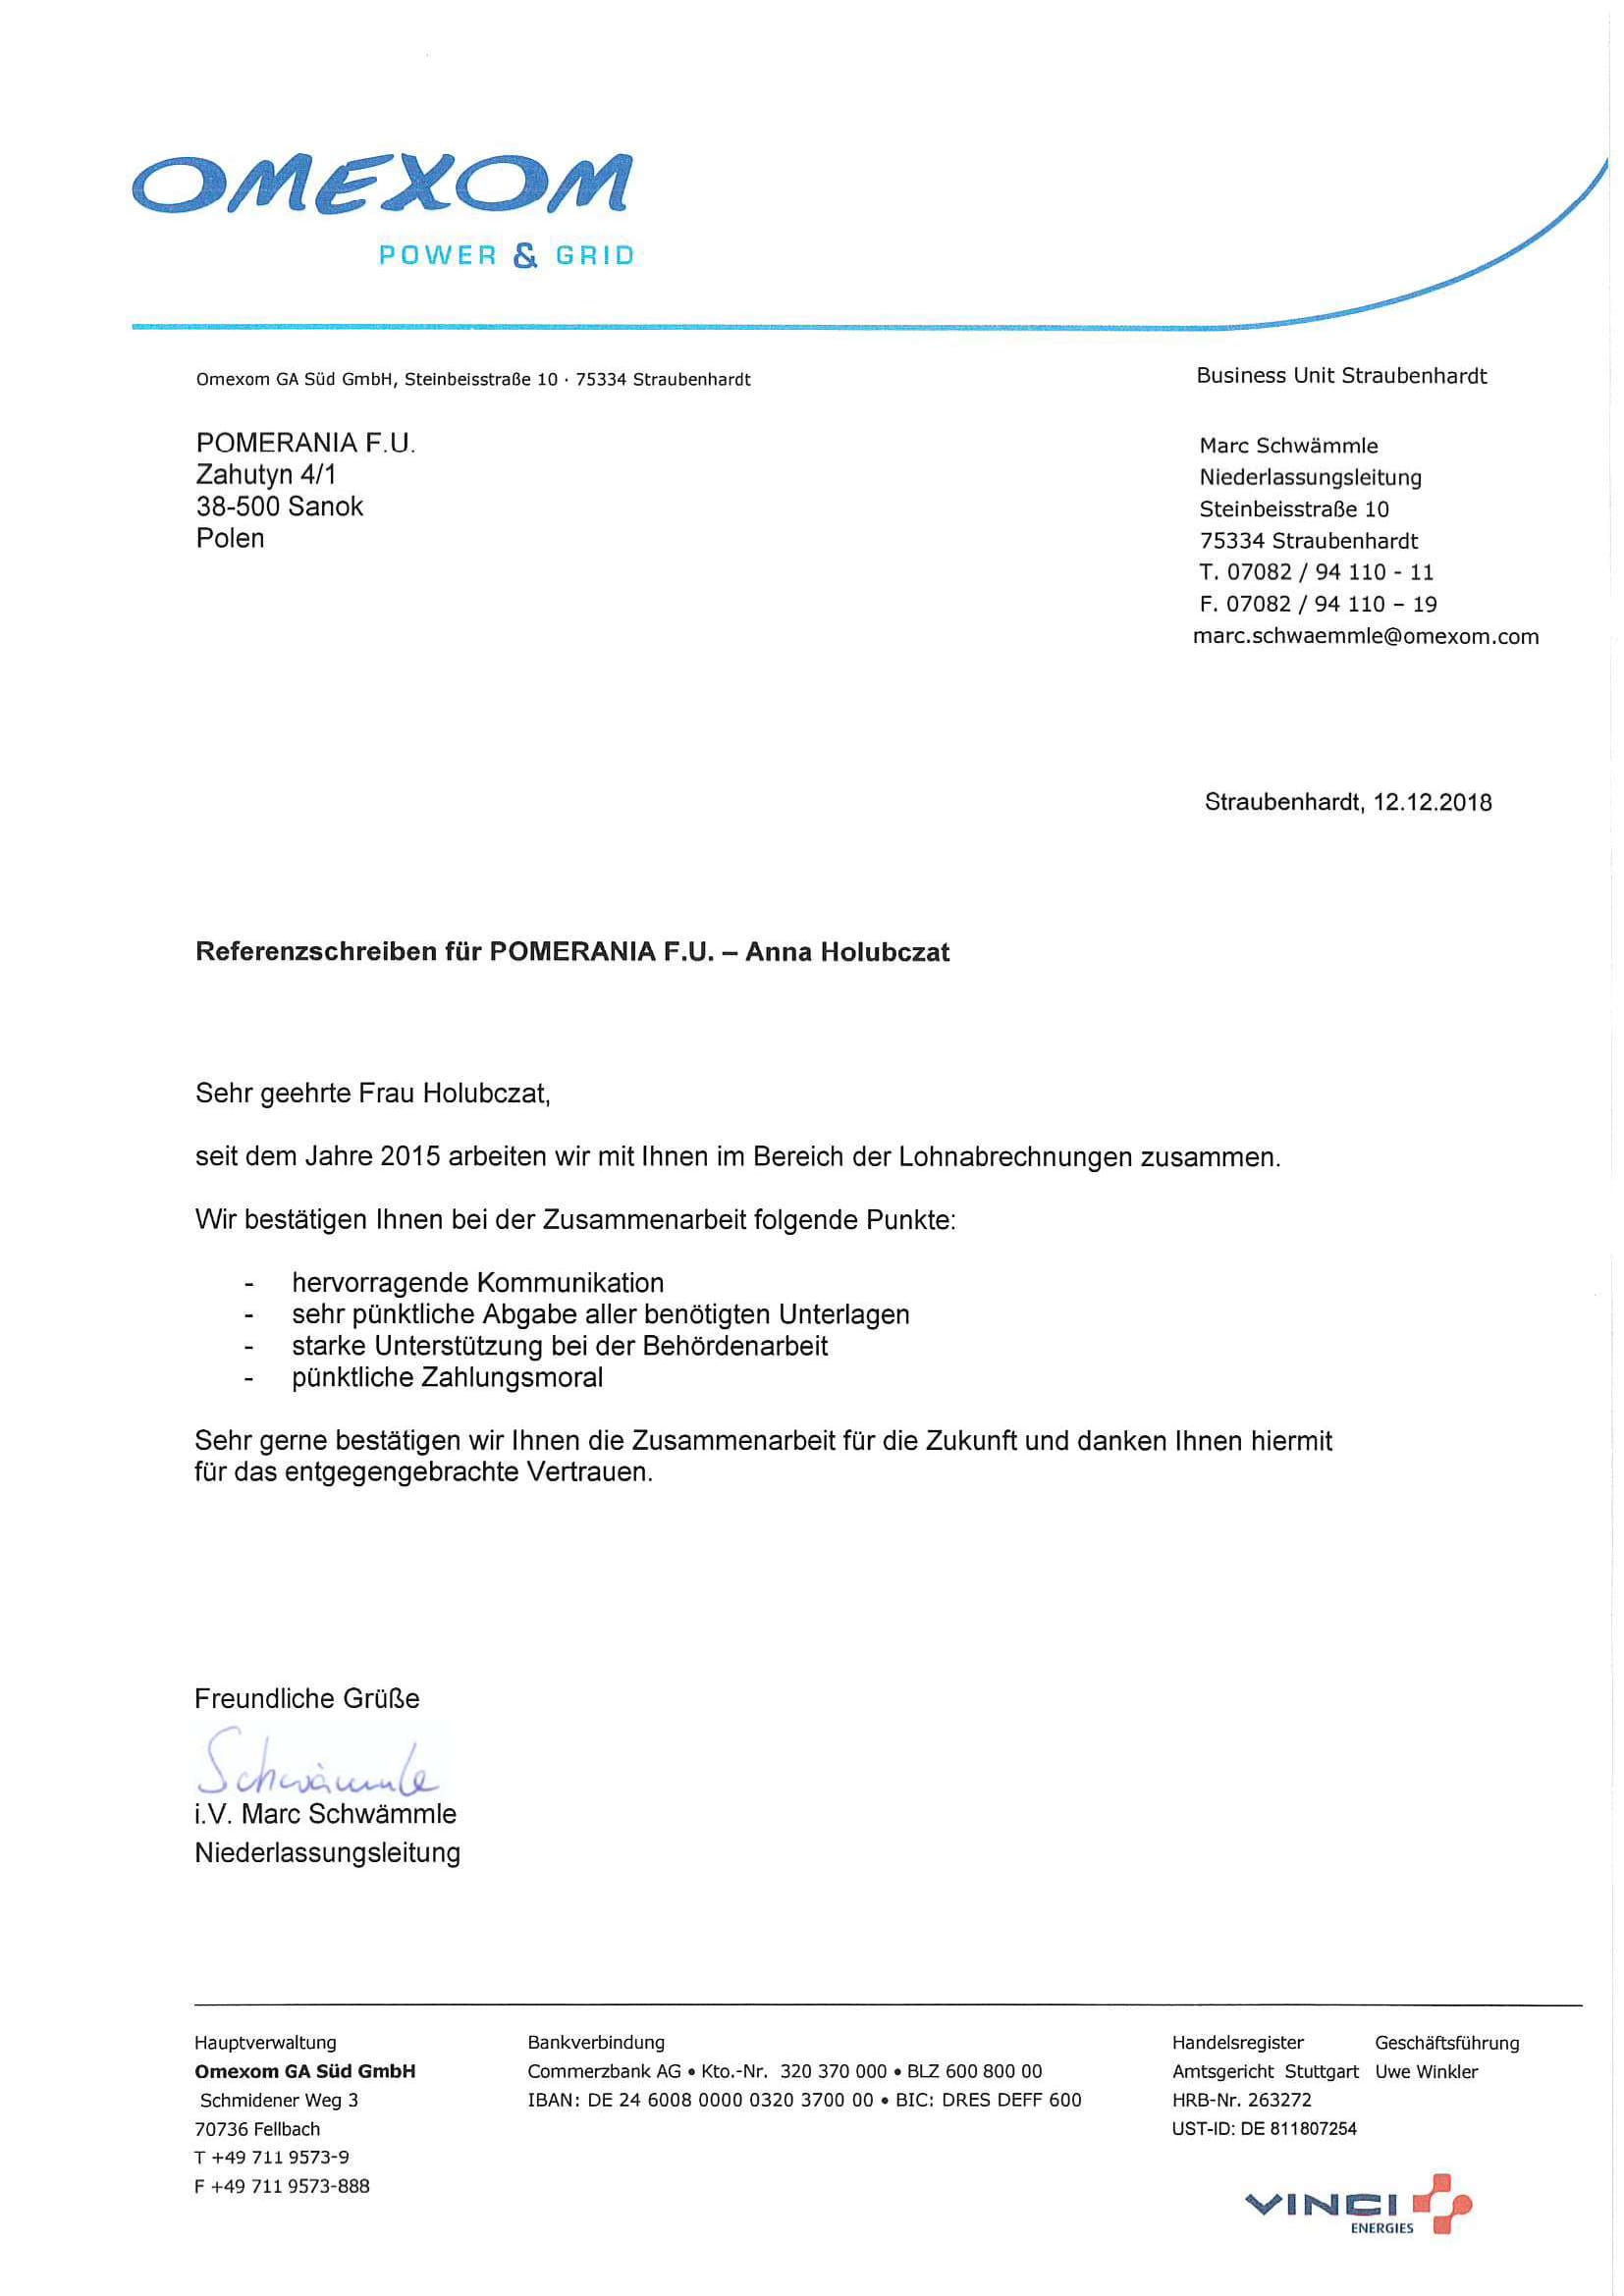 OMEXOM
POWER & GRID
Omexom GA Süd GmbH, Steinbeisstraße 10 · 75334 Straubenhardt
Business Unit Straubenhardt
POMERANIA F.U.
Zahutyn 4/1
38-500 Sanok
Polen
Marc Schwämmle
Niederlassungsleitung
Steinbeisstraße 10
75334 Straubenhardt
T. 07082 / 94 110 - 11
F. 07082 / 94 110 – 19
marc.schwaemmle@omexom.com
Straubenhardt, 12.12.2018
Referenzschreiben für POMERANIA F.U. – Anna Holubczat
Sehr geehrte Frau Holubczat,
seit dem Jahre 2015 arbeiten wir mit Ihnen im Bereich der Lohnabrechnungen zusammen.
Wir bestätigen Ihnen bei der Zusammenarbeit folgende Punkte:
- hervorragende Kommunikation
- sehr pünktliche Abgabe aller benötigten Unterlagen
- starke Unterstützung bei der Behördenarbeit
- pünktliche Zahlungsmoral
Sehr gerne bestätigen wir Ihnen die Zusammenarbeit für die Zukunft und danken Ihnen hiermit
für das entgegengebrachte Vertrauen.
Freundliche Grüße
Schwämmle
i.V. Marc Schwämmle
Niederlassungsleitung
Hauptverwaltung
Omexom GA Süd GmbH
Schmidener Weg 3
70736 Fellbach
T +49 711 9573-9
F +49 711 9573-888
Bankverbindung
Commerzbank AG • Kto.-Nr. 320 370 000 • BLZ 600 800 00
IBAN: DE 24 6008 0000 0320 3700 00 • BIC: DRES DEFF 600
Handelsregister
Amtsgericht Stuttgart
HRB-Nr. 263272
UST-ID: DE 811807254
Geschäftsführung
Uwe Winkler
VINCI
ENERGIES